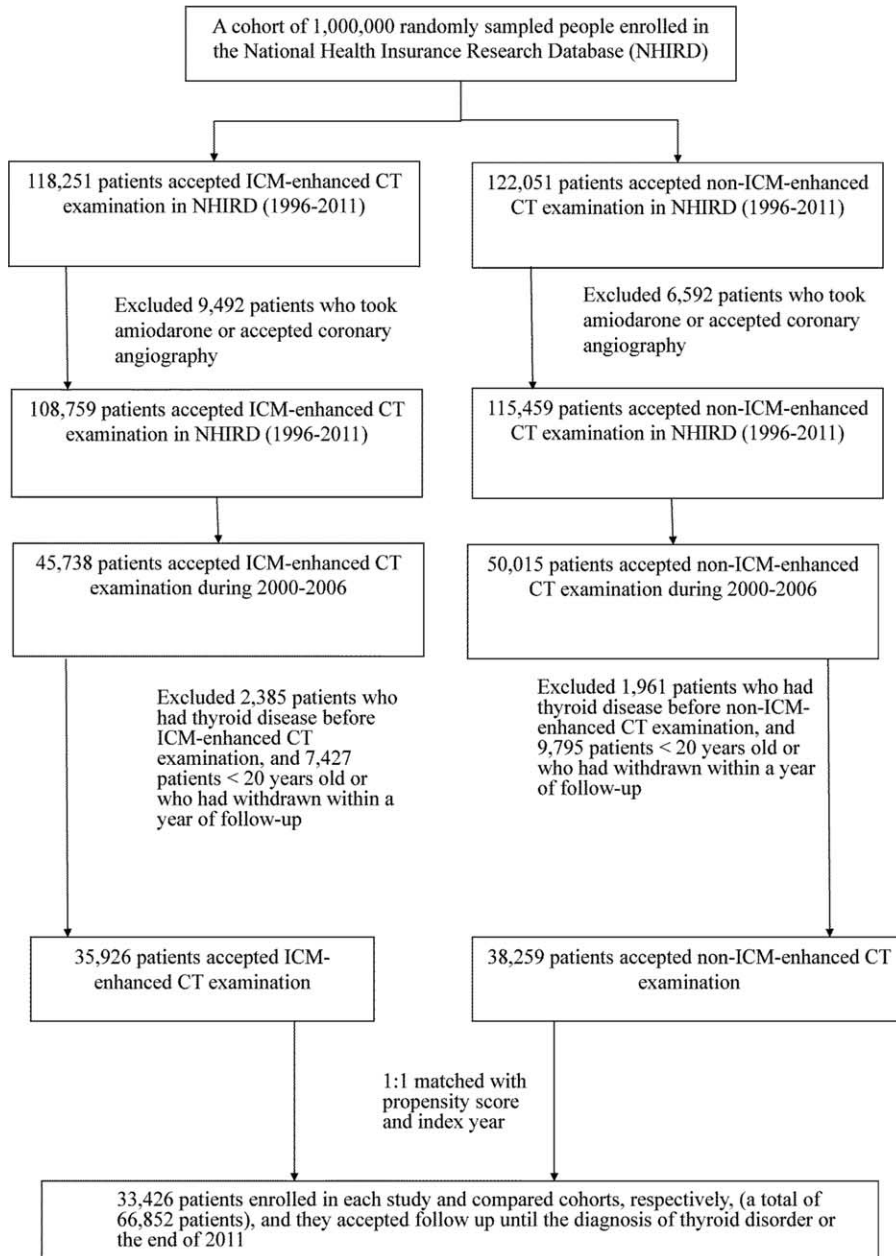 A cohort of 1,000,000 randomly sampled people enrolled in
the National Health Insurance Research Database (NHIRD)
118,251 patients accepted ICM-enhanced CT
examination in NHIRD (1996-2011)
122,051 patients accepted non-ICM-enhanced
CT examination in NHIRD (1996-2011)
Excluded 9,492 patients who took
amiodarone or accepted coronary
angiography
Excluded 6,592 patients who took
amiodarone or accepted coronary
angiography
108,759 patients accepted ICM-enhanced CT
examination in NHIRD (1996-2011)
115,459 patients accepted non-ICM-enhanced
CT examination in NHIRD (1996-2011)
45,738 patients accepted ICM-enhanced CT
examination during 2000-2006
50,015 patients accepted non-ICM-enhanced
CT examination during 2000-2006
Excluded 2,385 patients who
had thyroid disease before
ICM-enhanced CT
examination, and 7,427
patients < 20 years old or
who had withdrawn within a
year of follow-up
Excluded 1,961 patients who had
thyroid disease before non-ICM-
enhanced CT examination, and
9,795 patients < 20 years old or
who had withdrawn within a year
of follow-up
35,926 patients accepted ICM-
enhanced CT examination
38,259 patients accepted non-ICM-enhanced CT
examination
1:1 matched with
propensity score
and index year
33,426 patients enrolled in each study and compared cohorts, respectively, (a total of
66,852 patients), and they accepted follow up until the diagnosis of thyroid disorder or
the end of 2011